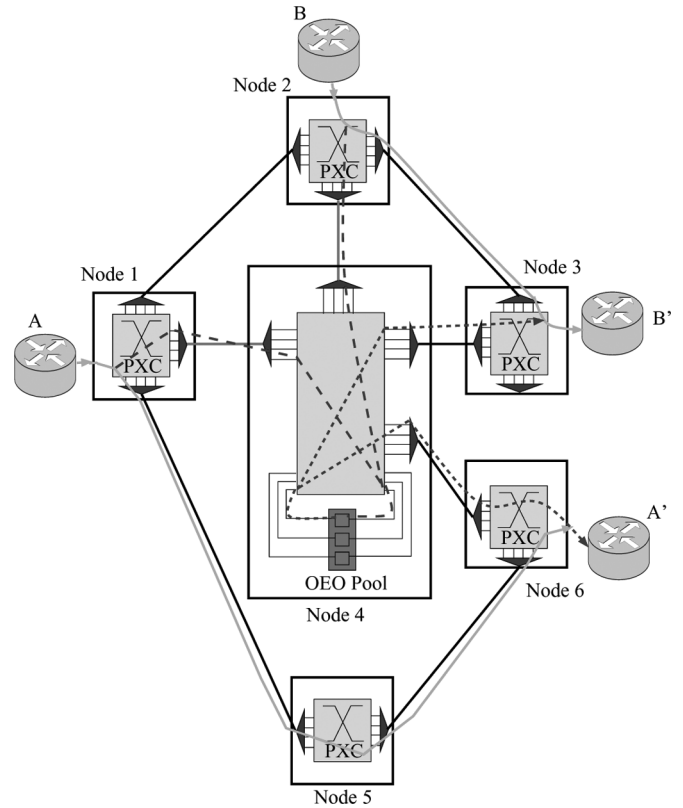 B
Node 2
PXC
Node 1
Node 3
A
B’
PXC
PXC
A’
PXC
OEO Pool
Node 6
Node 4
PXC
Node 5